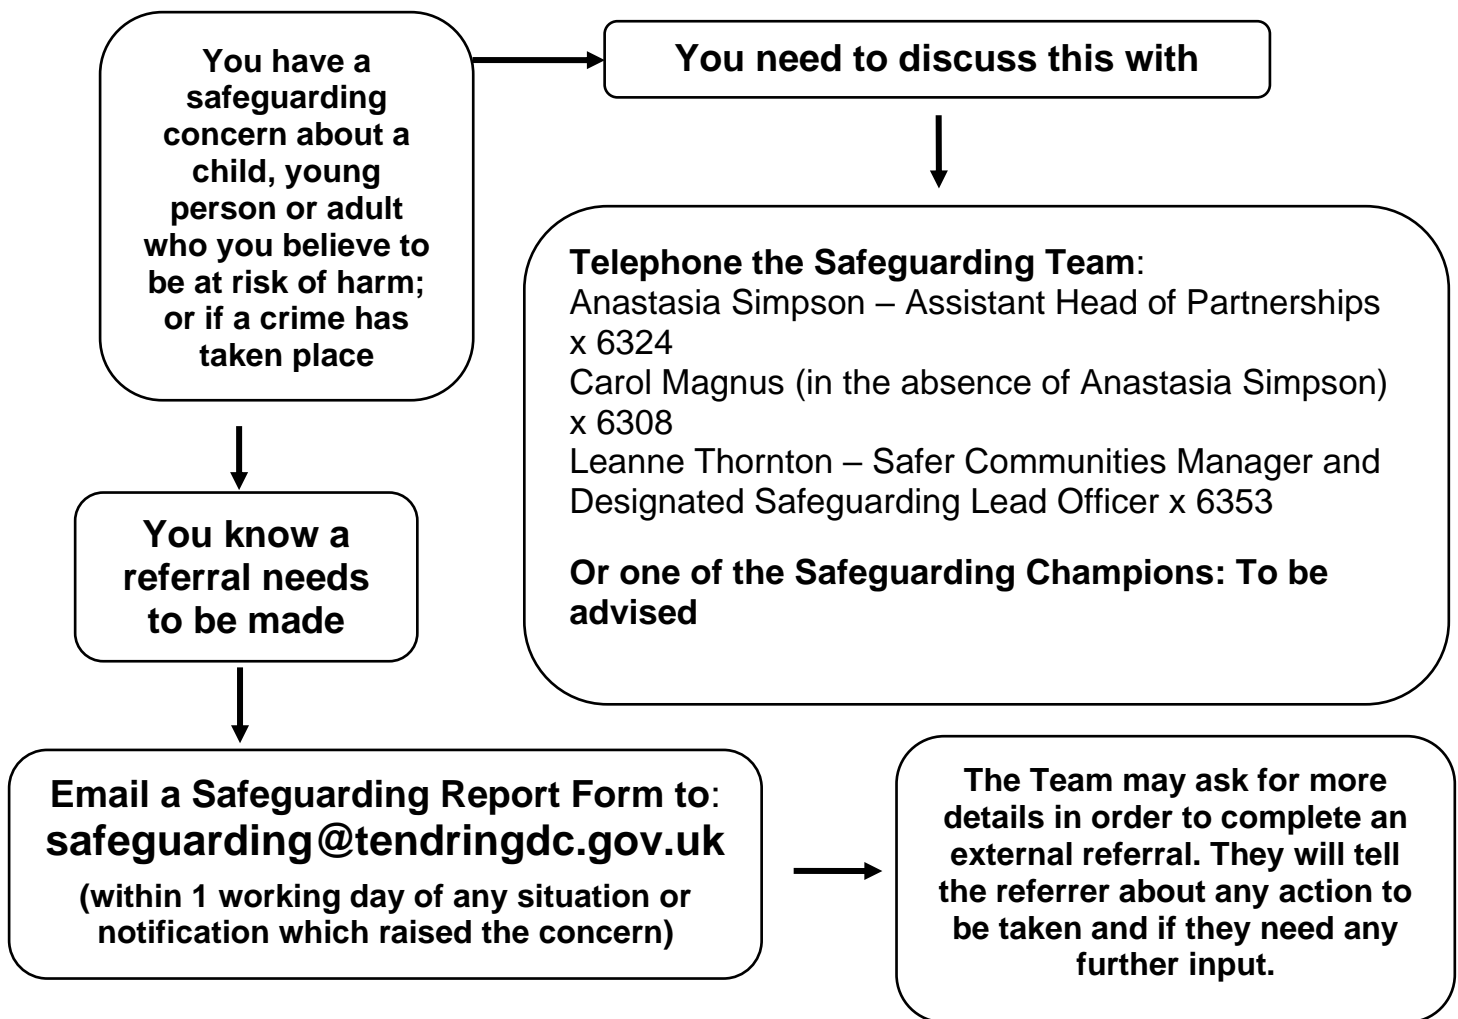 You have a
safeguarding
concern about a
child, young
person or adult
who you believe to
be at risk of harm;
or if a crime has
taken place
You need to discuss this with
Telephone the Safeguarding Team:
Anastasia Simpson – Assistant Head of Partnerships
x 6324
Carol Magnus (in the absence of Anastasia Simpson)
x 6308
Leanne Thornton – Safer Communities Manager and
Designated Safeguarding Lead Officer x 6353
Or one of the Safeguarding Champions: To be
advised
You know a
referral needs
to be made
Email a Safeguarding Report Form to:
safeguarding@tendringdc.gov.uk
(within 1 working day of any situation or
notification which raised the concern)
The Team may ask for more
details in order to complete an
external referral. They will tell
the referrer about any action to
be taken and if they need any
further input.